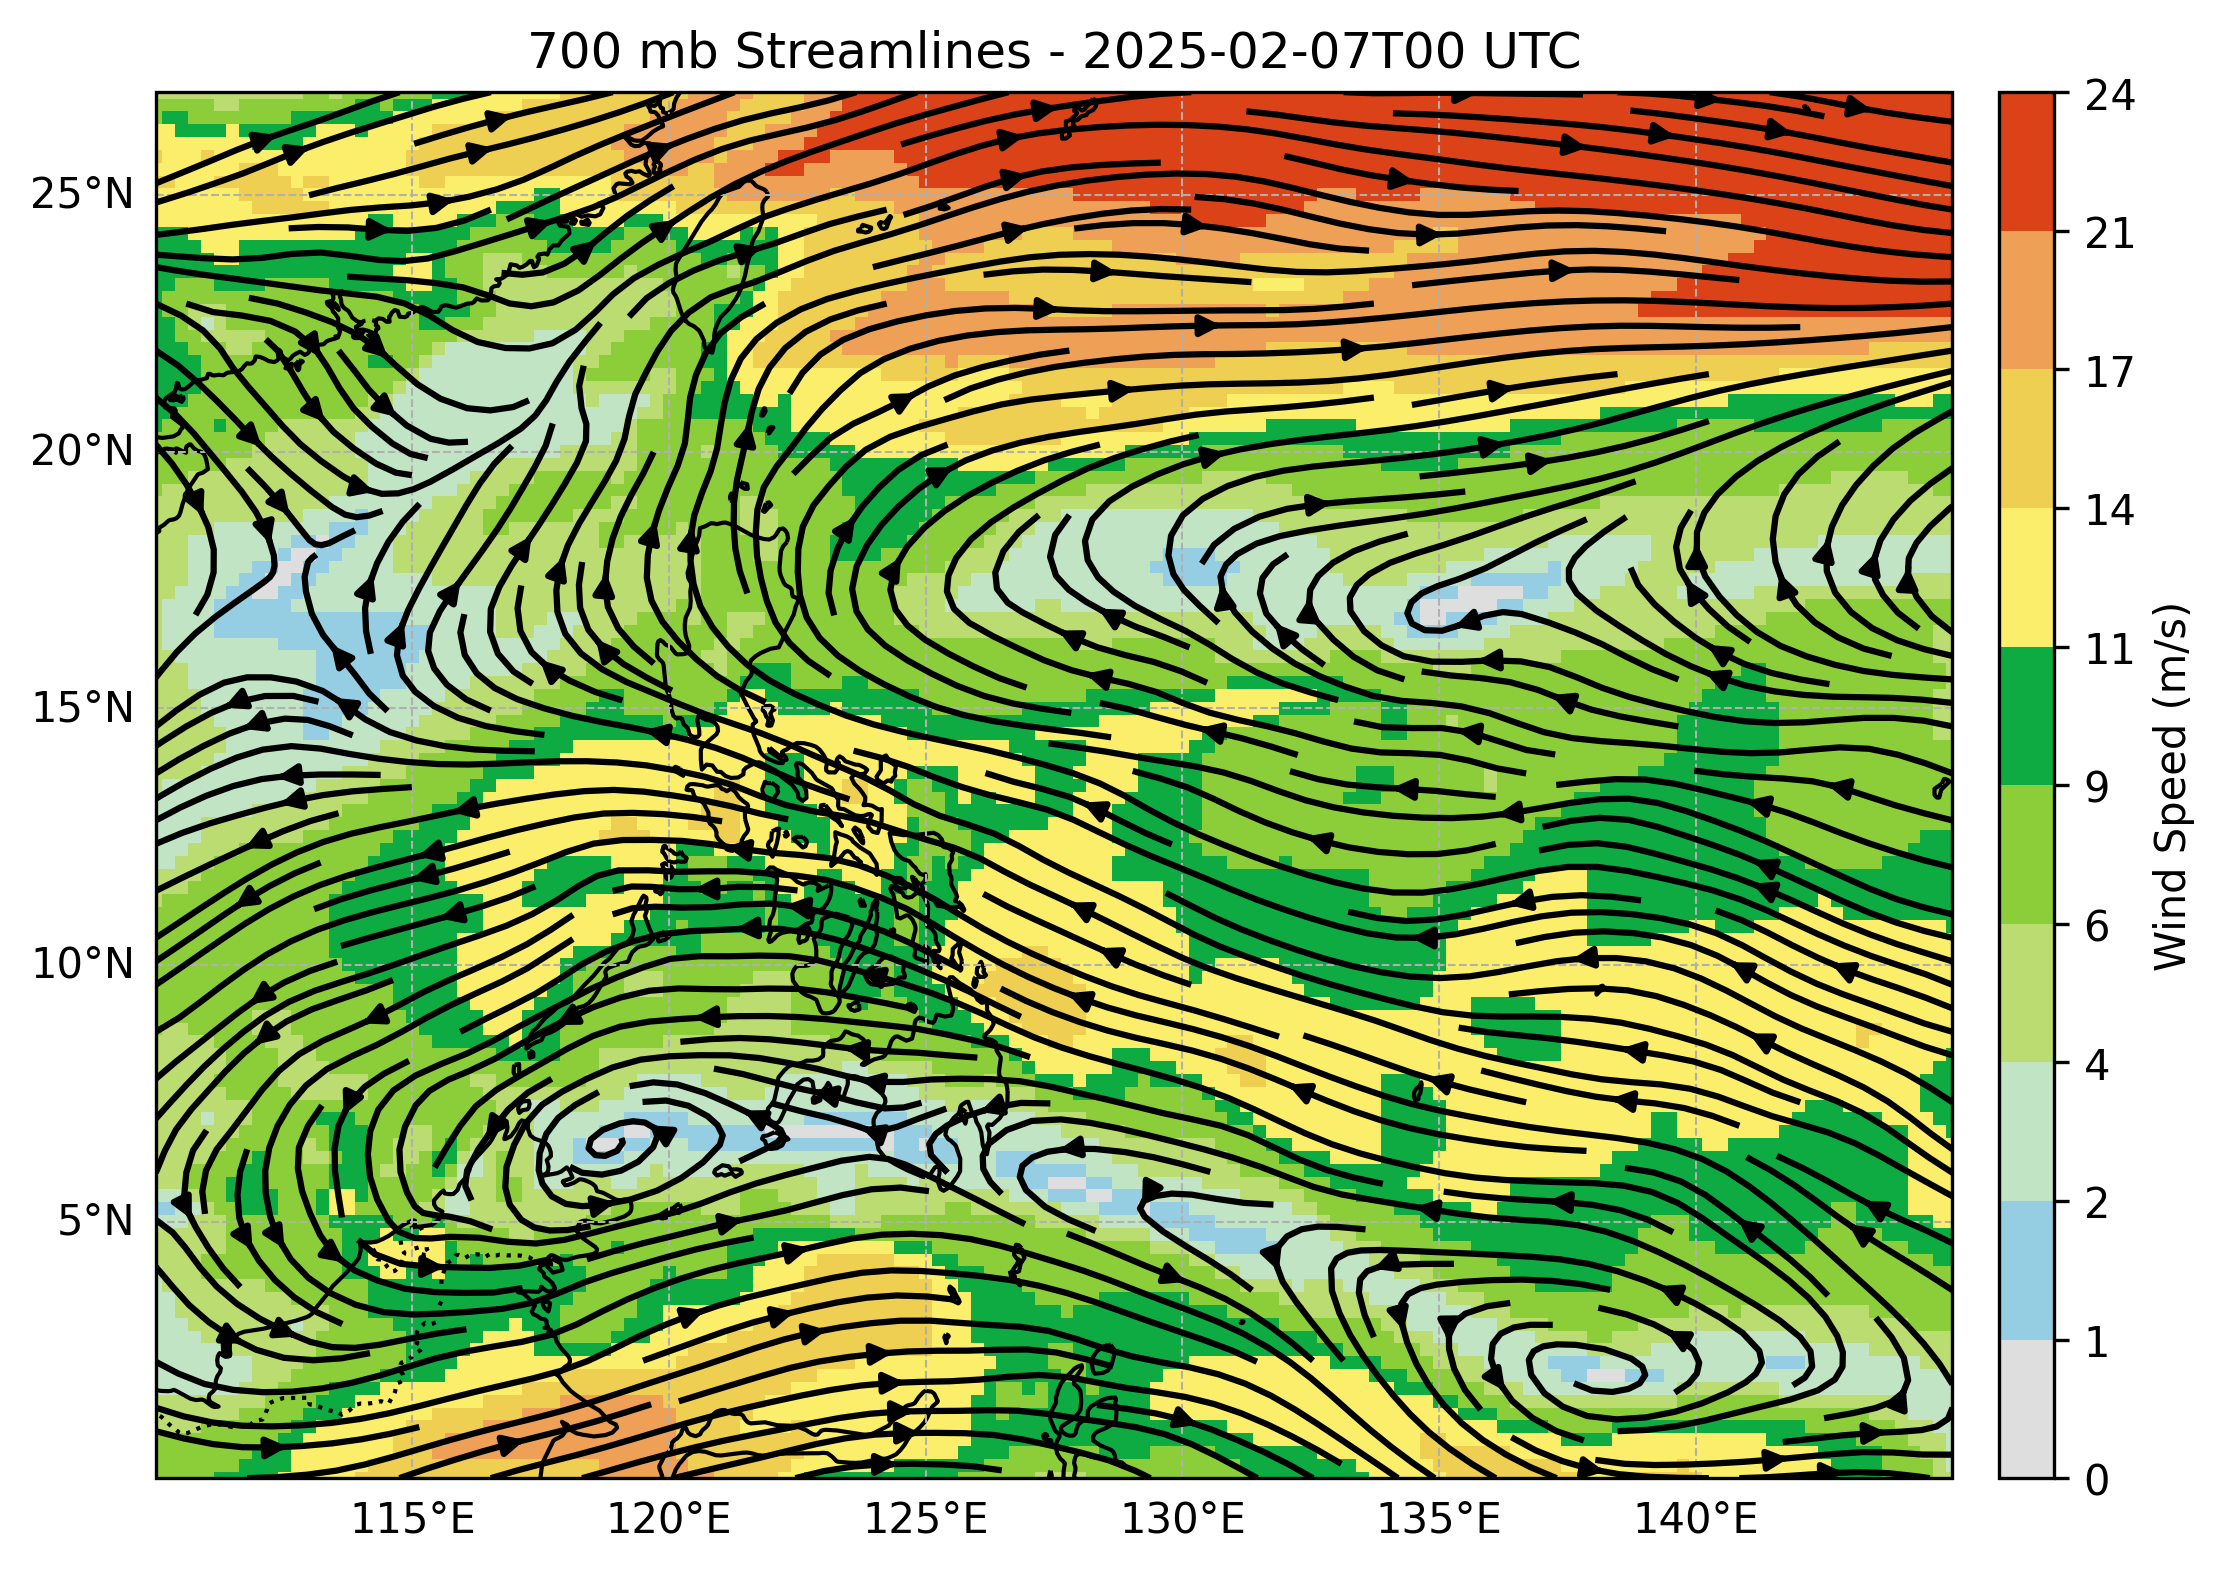 700 mb Streamlines - 2025-02-07T00 UTC
25°N
20°N
15°N
10°N
5°N
115°E
120°E
125°E
130°E
135°E
140°E
24
21
17
14
11
9
6
4
2
1
0
Wind Speed (m/s)